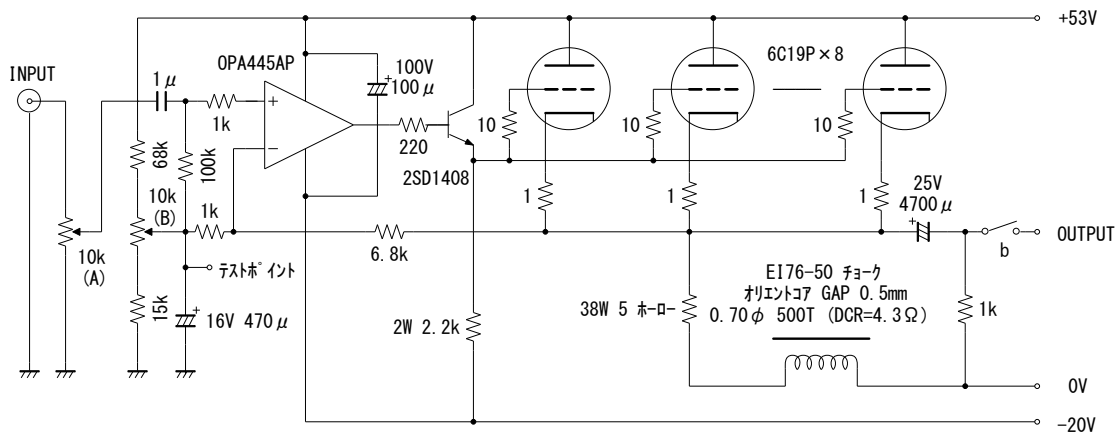 +53V
INPUT
OPA445AP
6C19P×8
1μ
100V
100μ
+
+
−
1k
10
10
10
220
2SD1408
68k
100k
10k
(B)
1k
6.8k
1
1
1
25V
4700μ
+
OUTPUT
b
10k
(A)
テストポイント
15k
+
16V 470μ
2W 2.2k
38W 5 ホーロー
EI76-50 チョーク
オリエントコア GAP 0.5mm
0.70φ 500T (DCR=4.3Ω)
1k
0V
-20V